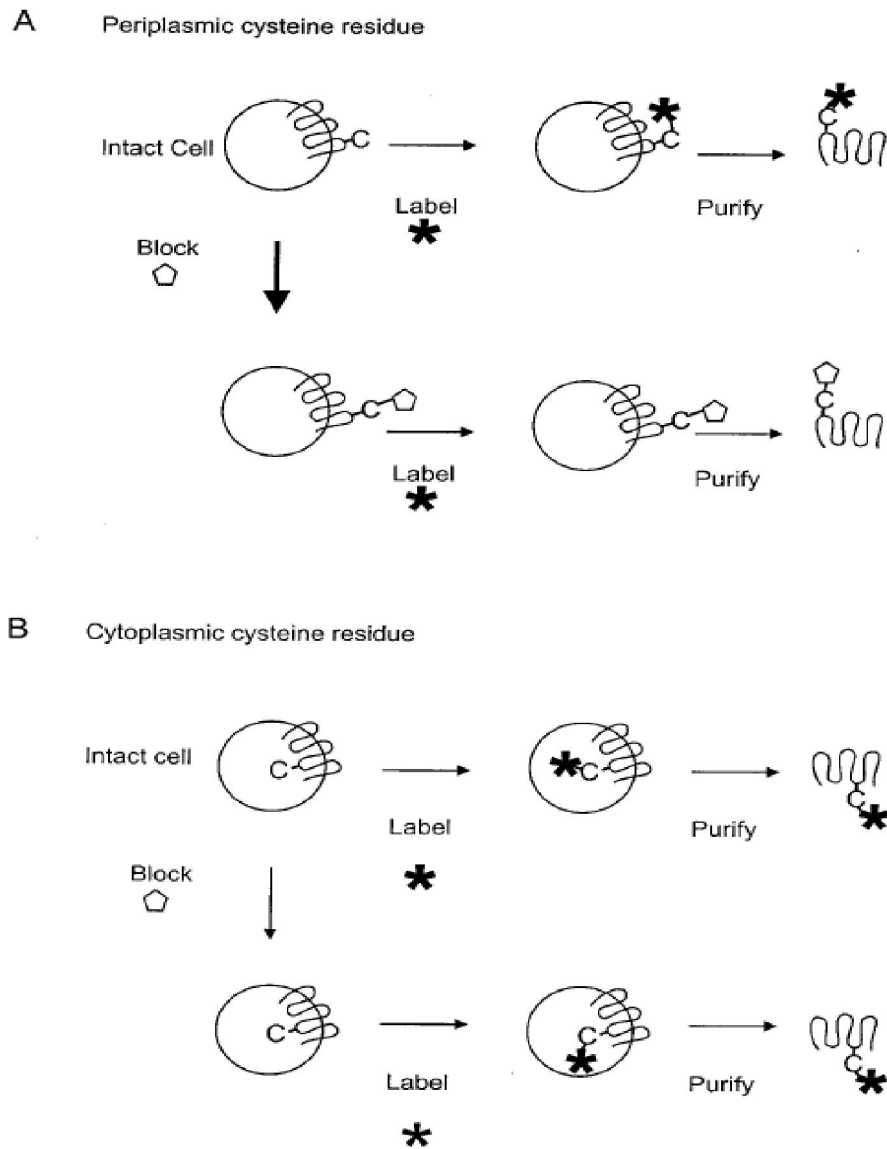 A Periplasmic cysteine residue
Intact Cell
C
C
C
Label
Purify
Block
C
C
C
Label
Purify
B Cytoplasmic cysteine residue
Intact cell
C
C
C
Label
Purify
Block
C
C
C
Label
Purify